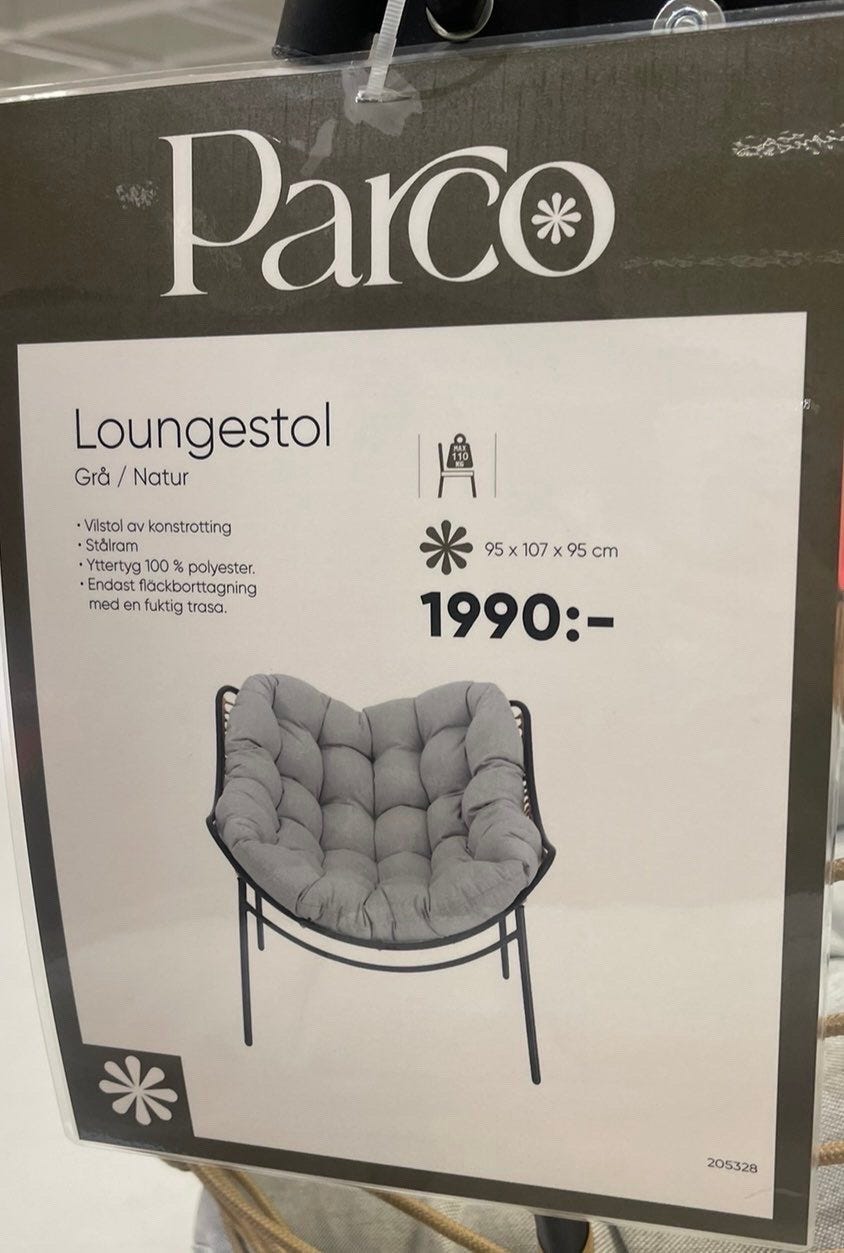 Parco
Loungestol
Grå / Natur
MAX
110
KG
• Vilstol av konstrotting
• Stålram
• Yttertyg 100 % polyester.
• Endast fläckborttagning
med en fuktig trasa.
95 x 107 x 95 cm
1990:-
205328